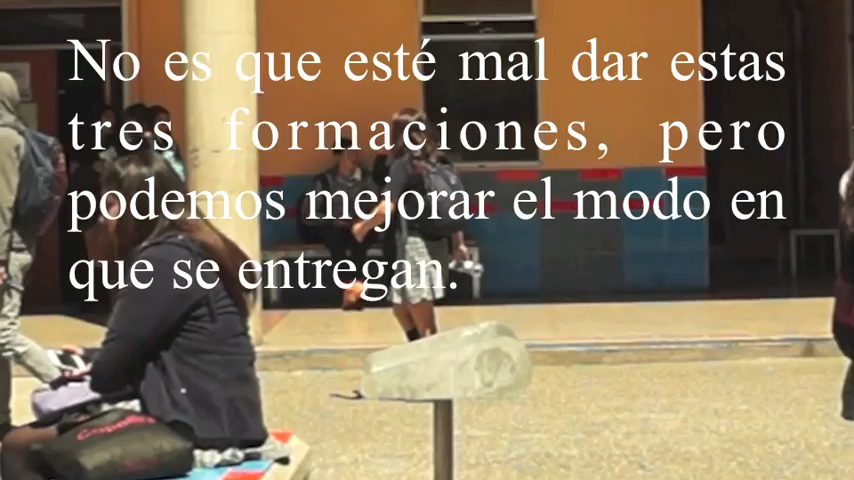 No es que esté mal dar estas
tres formaciones, pero
podemos mejorar el modo en
que se entregan.